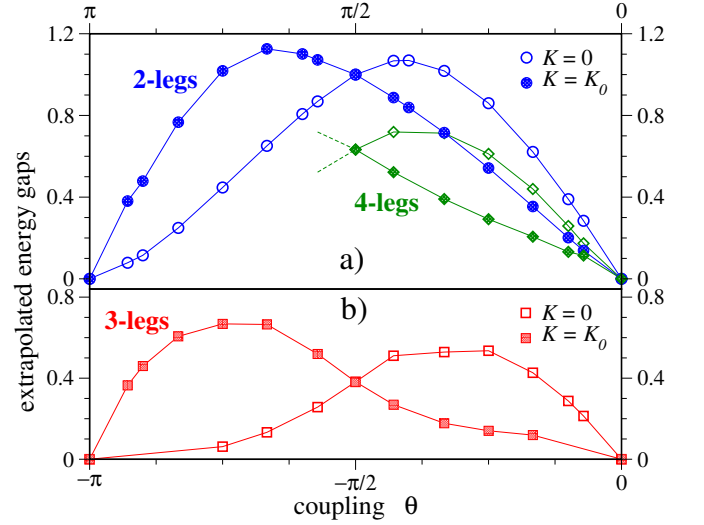 π π/2 0
1.2
2-legs K = 0
K = K₀
0.8 0.8
0.4 4-legs 0.4
a)
0 0
0.8
3-legs b) K = 0 0.8
K = K₀
0.4 0.4
0 0
−π −π/2 0
coupling θ
extrapolated energy gaps